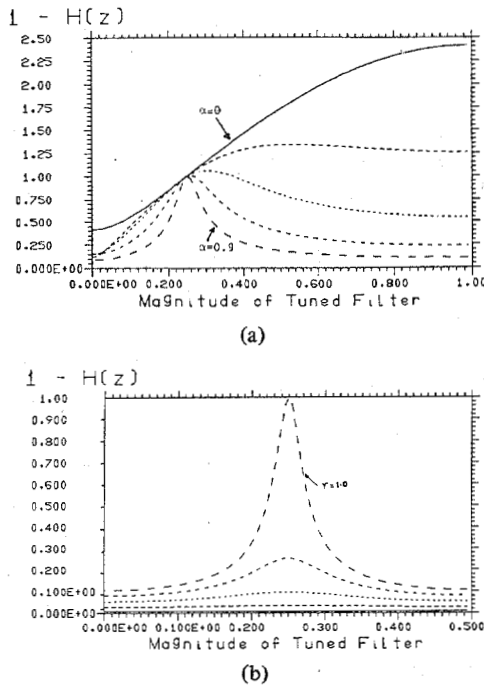 1 - H(z)
2.50
2.25
2.00
1.75
1.50
1.25
1.00
0.750
0.500
0.250
0.000E+00
α=0
α=0.9
0.000E+00 0.200 0.400 0.600 0.800 1.00
Magnitude of Tuned Filter
(a)
1 - H(z)
1.00
0.900
0.800
0.700
0.600
0.500
0.400
0.300
0.200
0.100E+00
0.000E+00
r=1.0
0.000E+00 0.100E+00 0.200 0.300 0.400 0.500
Magnitude of Tuned Filter
(b)